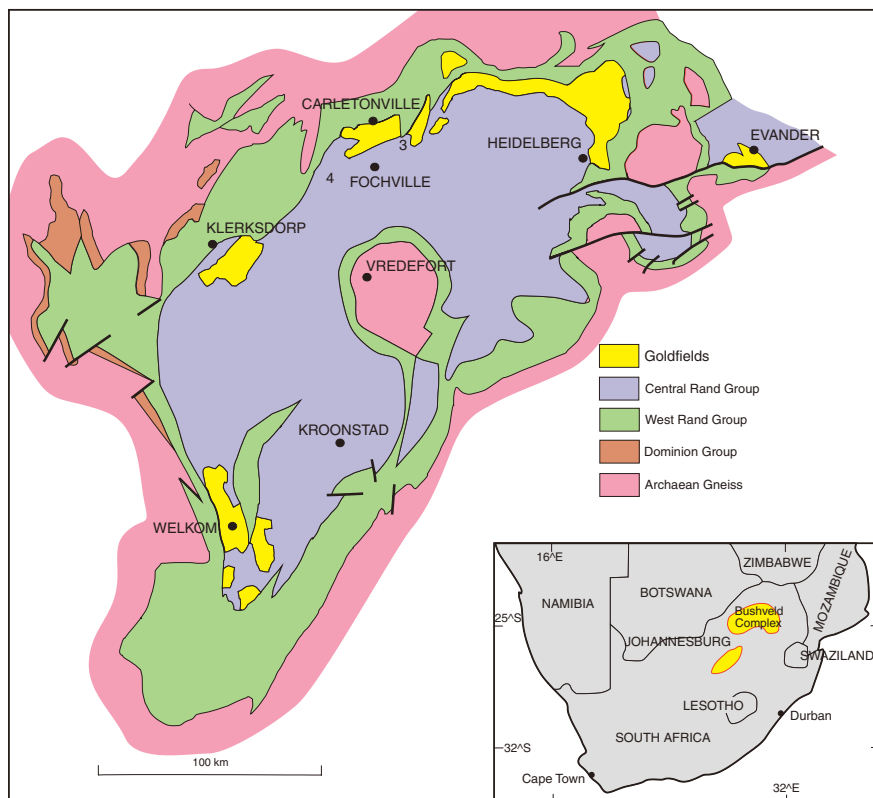 CARLETONVILLE
3
HEIDELBERG
EVANDER
4
FOCHVILLE
KLERKSDORP
VREDEFORT
KROONSTAD
WELKOM
Goldfields
Central Rand Group
West Rand Group
Dominion Group
Archaean Gneiss
100 km
16^E
ZIMBABWE
BOTSWANA
NAMIBIA
MOZAMBIQUE
Bushveld
Complex
25^S
JOHANNESBURG
SWAZILAND
LESOTHO
Durban
SOUTH AFRICA
32^S
Cape Town
32^E